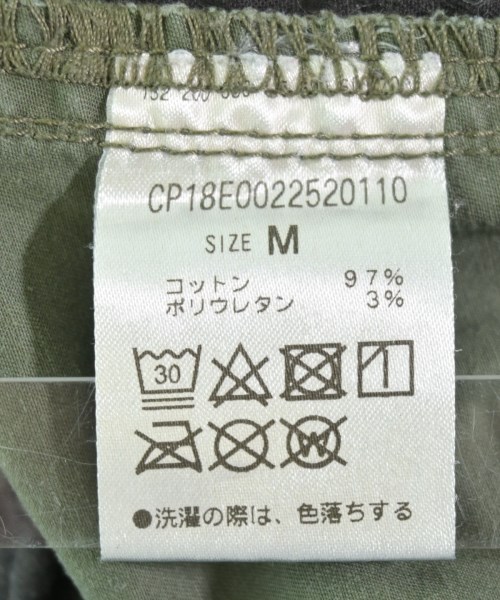 CP18E0022520110
SIZE M
コットン 97%
ポリウレタン 3%
30
W
●洗濯の際は、色落ちする